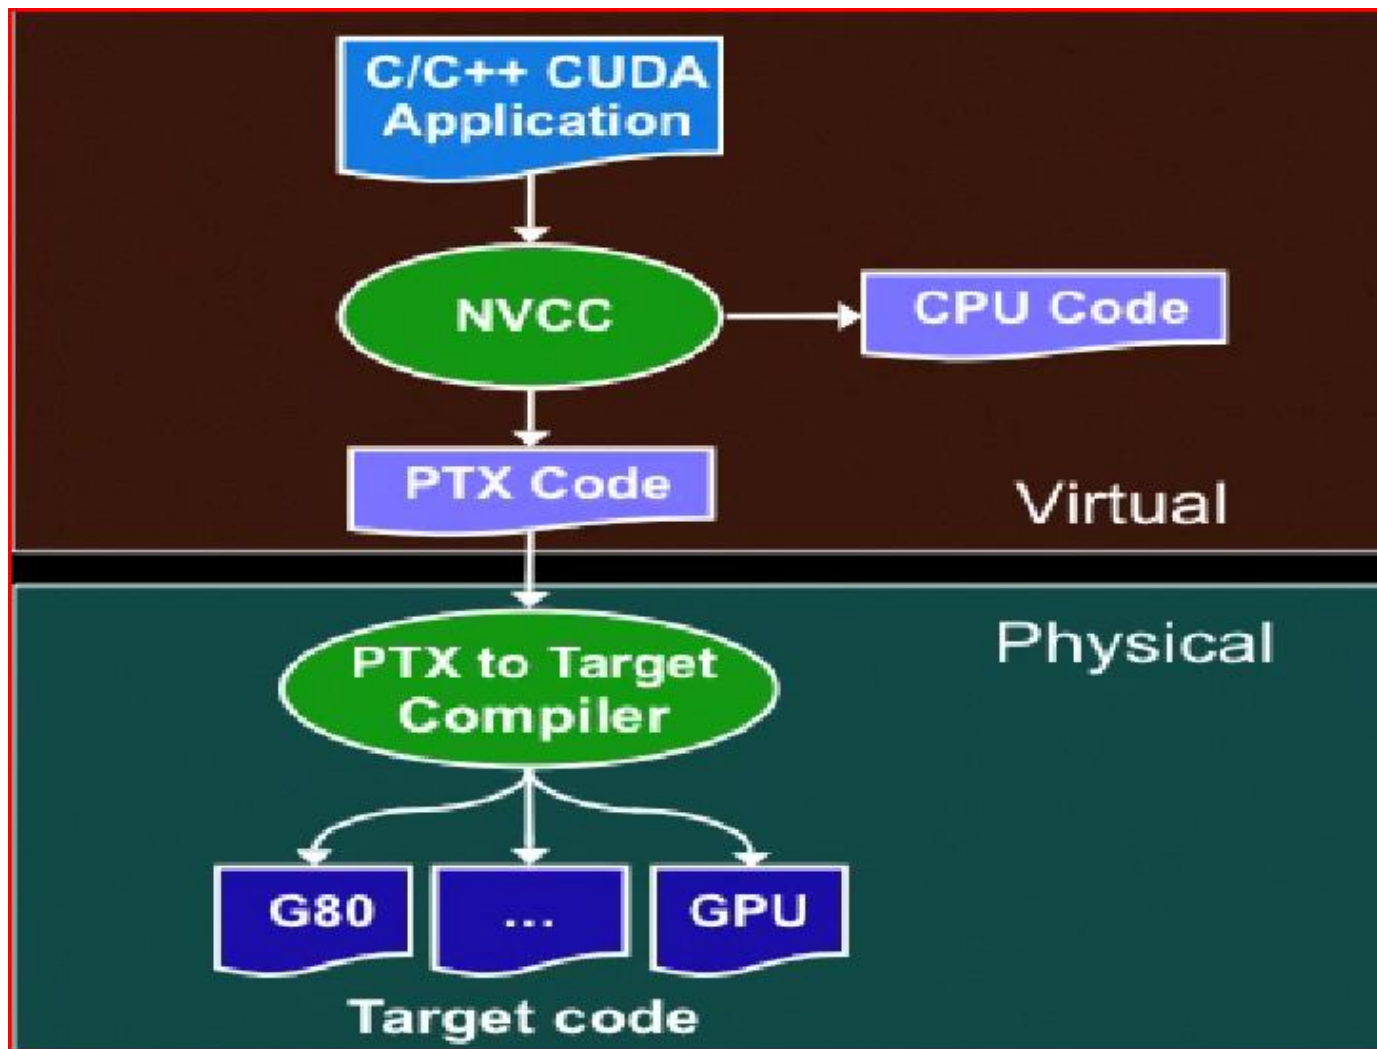 C/C++ CUDA
Application
NVCC
CPU Code
PTX Code
Virtual
Physical
PTX to Target
Compiler
G80
...
GPU
Target code